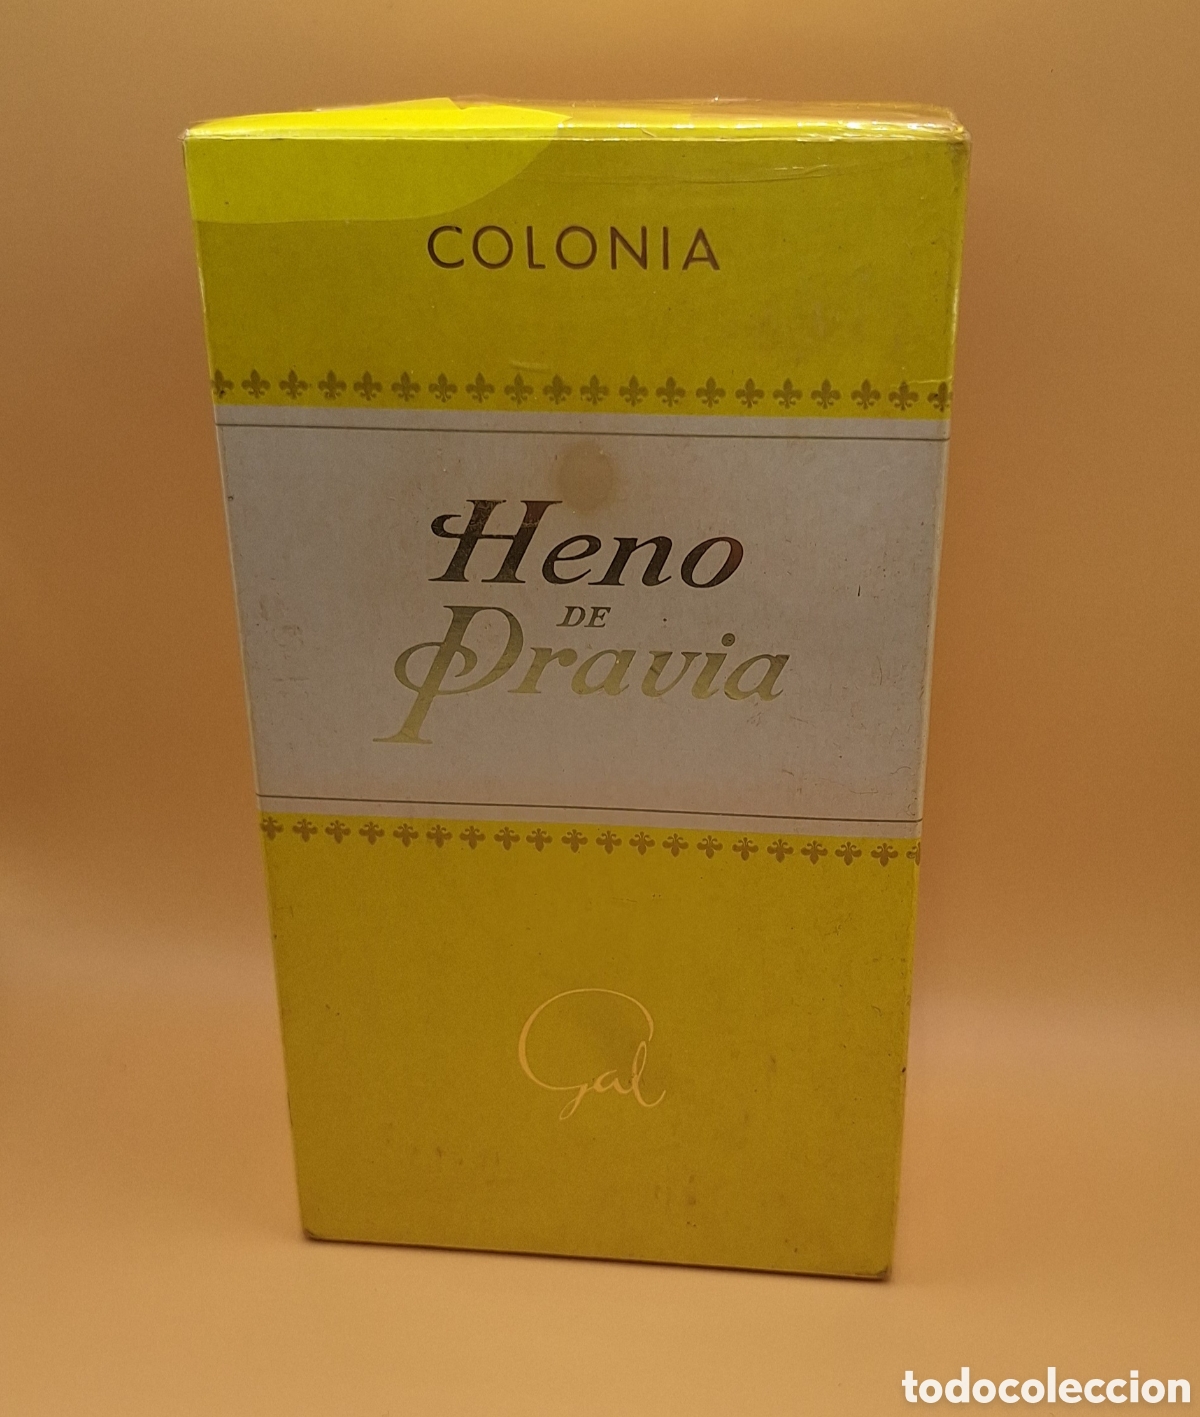 COLONIA
Heno
DE
Pravia
Gal
todocoleccion